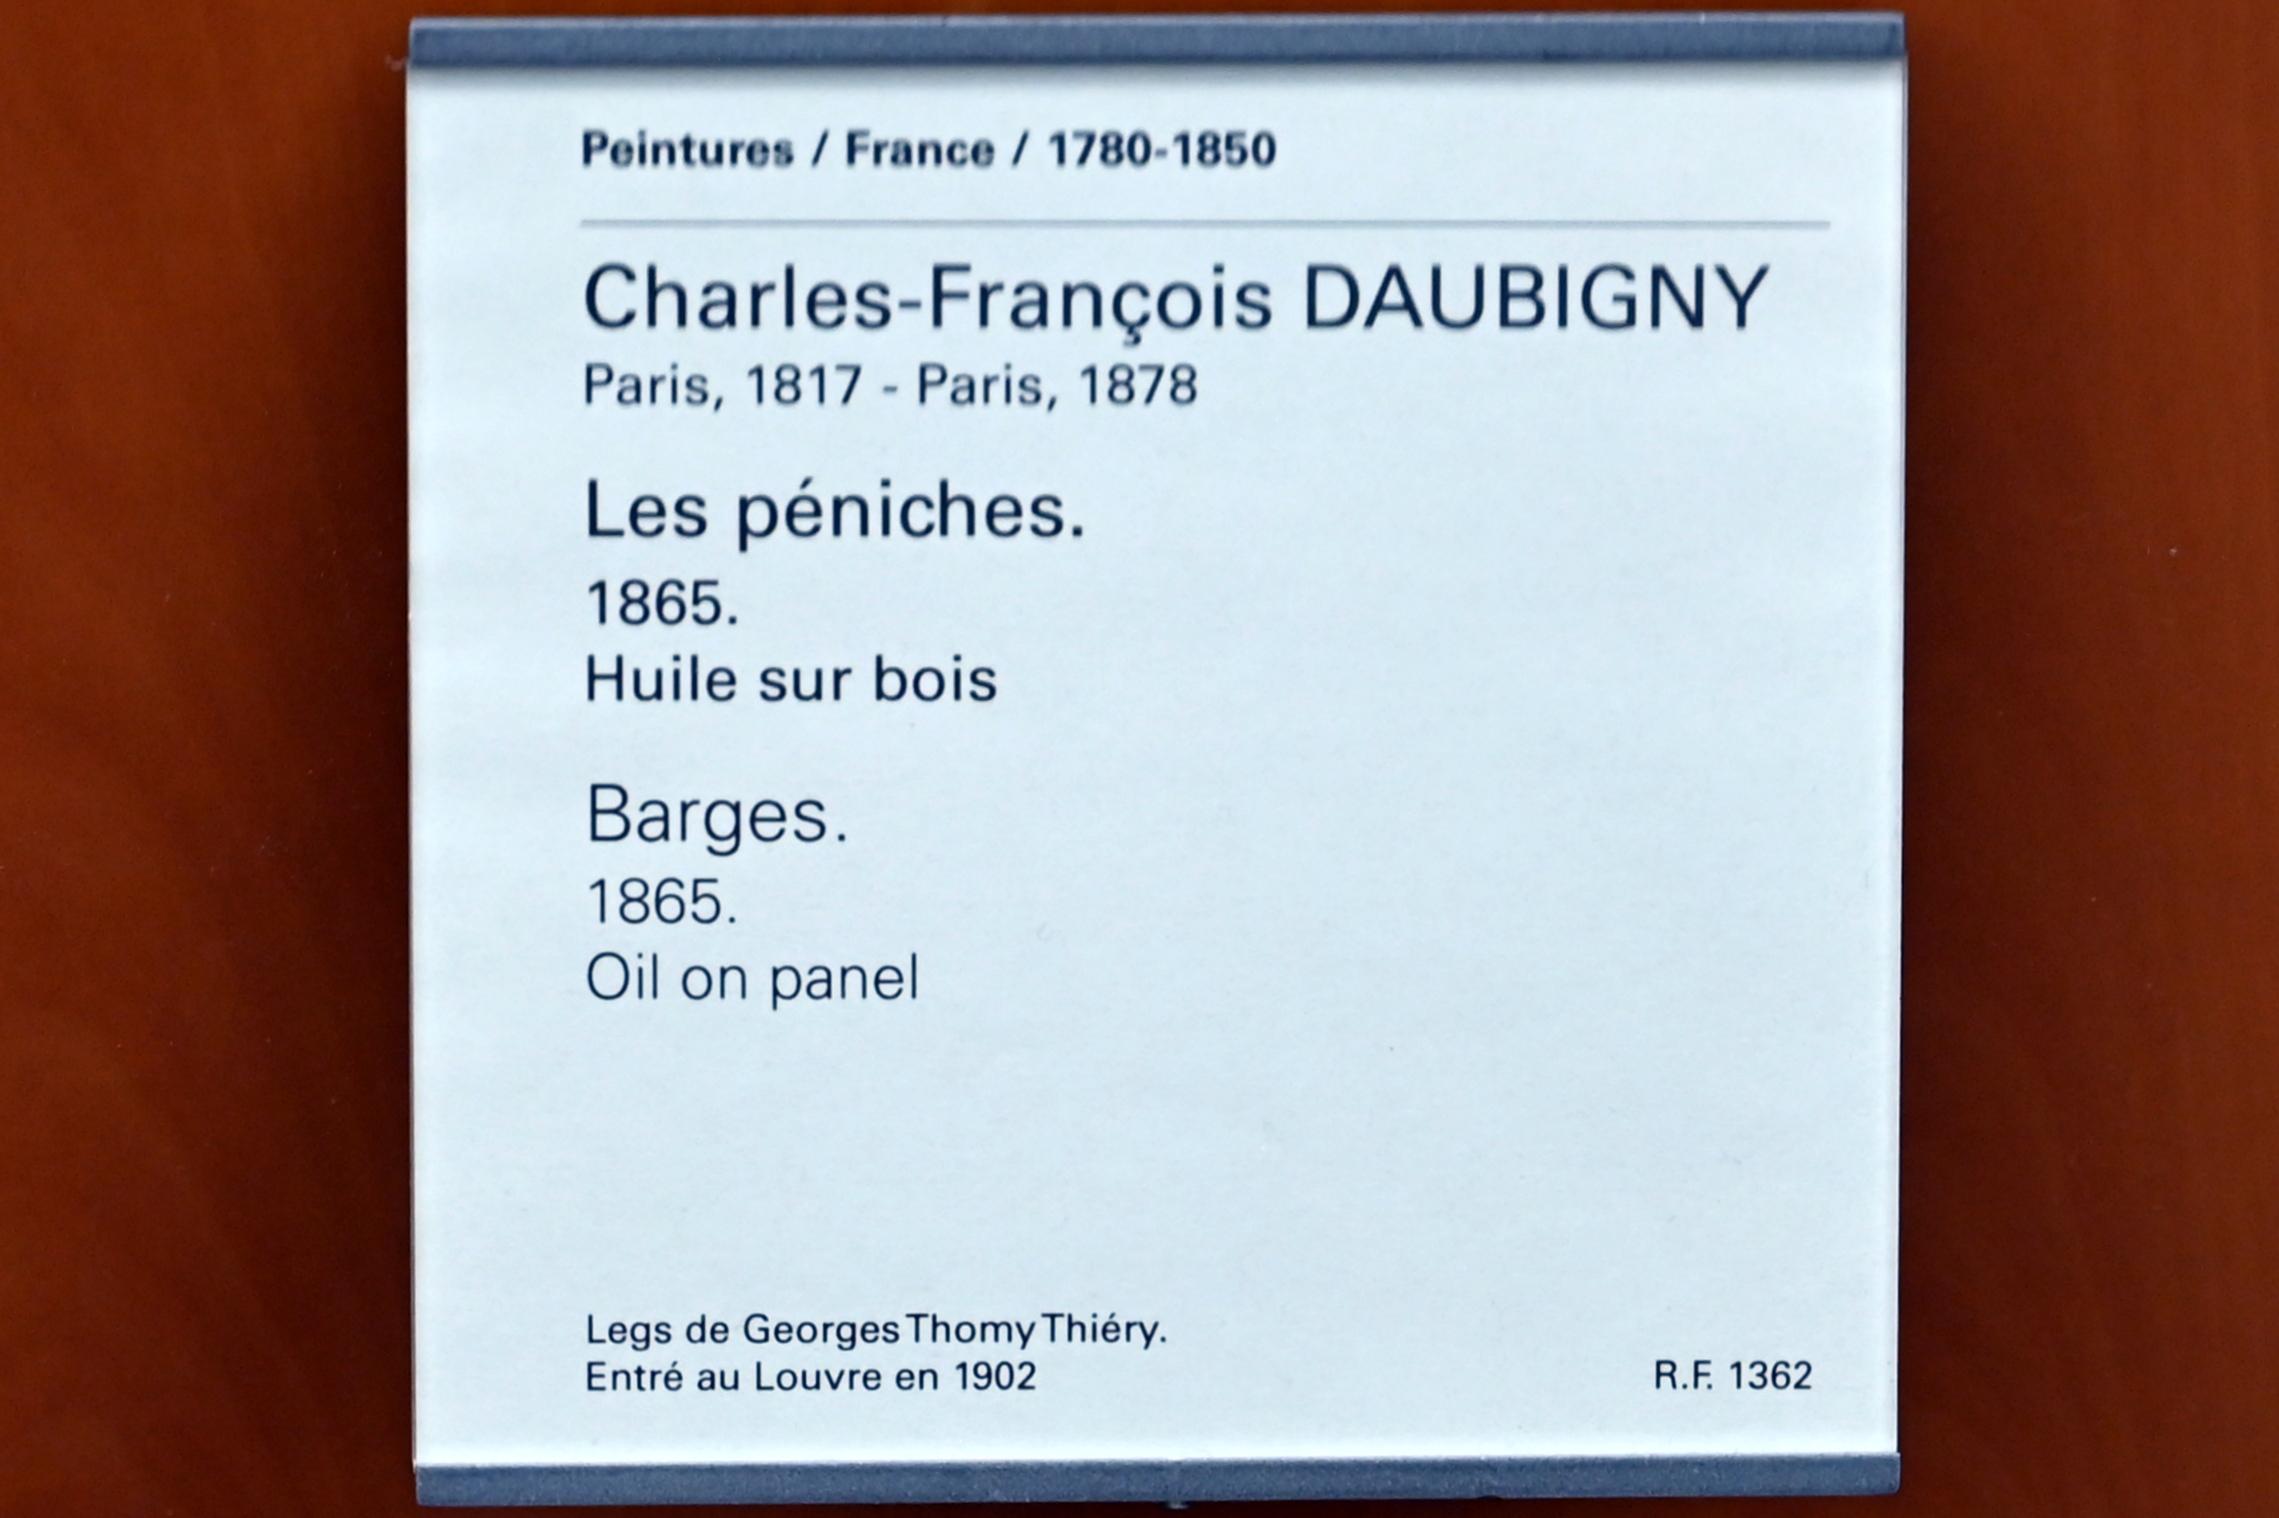 Peintures / France / 1780-1850
Charles-François DAUBIGNY
Paris, 1817 - Paris, 1878
Les péniches.
1865.
Huile sur bois
Barges.
1865.
Oil on panel
Legs de Georges Thomy Thiéry.
Entré au Louvre en 1902
R.F. 1362